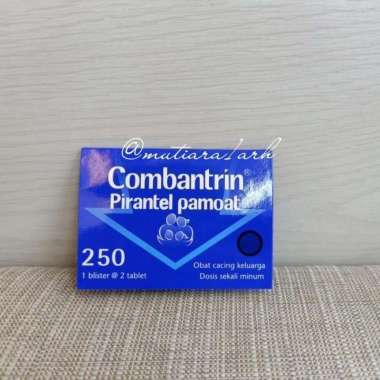 @mutiara1arh
Combantrin®
Pirantel pamoat
250
1 blister @ 2 tablet
Obat cacing keluarga
Dosis sekali minum